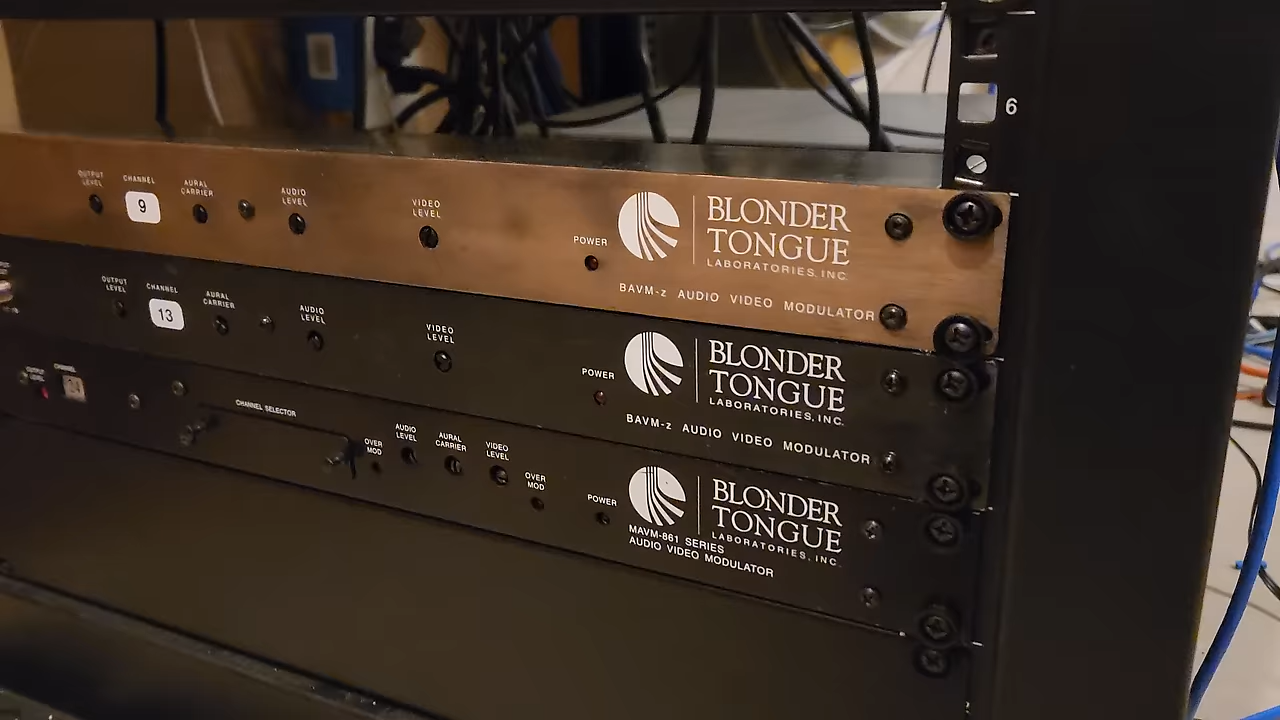 6
OUTPUT
LEVEL
CHANNEL
9
AURAL
CARRIER
AUDIO
LEVEL
VIDEO
LEVEL
POWER
BLONDER
TONGUE
LABORATORIES, INC.
BAVM-z AUDIO VIDEO MODULATOR
OUTPUT
LEVEL
CHANNEL
13
AURAL
CARRIER
AUDIO
LEVEL
VIDEO
LEVEL
POWER
BLONDER
TONGUE
LABORATORIES, INC.
BAVM-z AUDIO VIDEO MODULATOR
OUTPUT
LEVEL
CHANNEL
CHANNEL SELECTOR
OVER
MOD
AUDIO
LEVEL
AURAL
CARRIER
VIDEO
LEVEL
OVER
MOD
POWER
BLONDER
TONGUE
LABORATORIES, INC.
MAVM-861 SERIES
AUDIO VIDEO MODULATOR